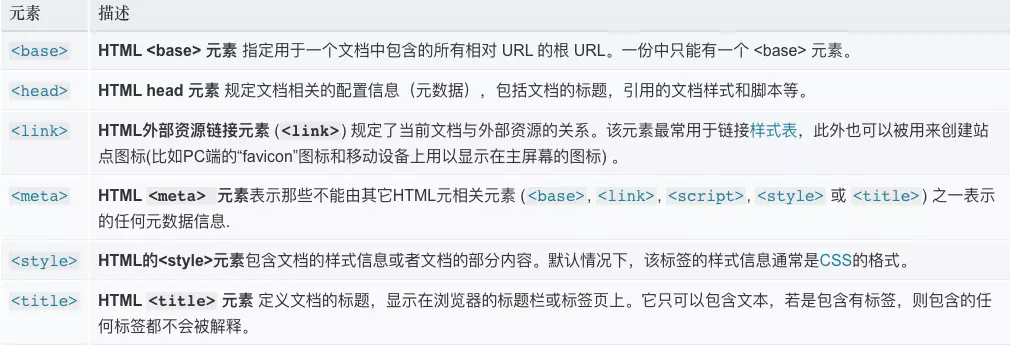 元素 描述
<base> HTML <base> 元素 指定用于一个文档中包含的所有相对 URL 的根 URL。一份中只能有一个 <base> 元素。
<head> HTML head 元素 规定文档相关的配置信息（元数据），包括文档的标题，引用的文档样式和脚本等。
<link> HTML外部资源链接元素 (<link>) 规定了当前文档与外部资源的关系。该元素最常用于链接样式表，此外也可以被用来创建站
点图标(比如PC端的“favicon”图标和移动设备上用以显示在主屏幕的图标) 。
<meta> HTML <meta> 元素表示那些不能由其它HTML元相关元素 (<base>, <link>, <script>, <style> 或 <title>) 之一表示
的任何元数据信息.
<style> HTML的<style>元素包含文档的样式信息或者文档的部分内容。默认情况下，该标签的样式信息通常是CSS的格式。
<title> HTML <title> 元素 定义文档的标题，显示在浏览器的标题栏或标签页上。它只可以包含文本，若是包含有标签，则包含的任
何标签都不会被解释。